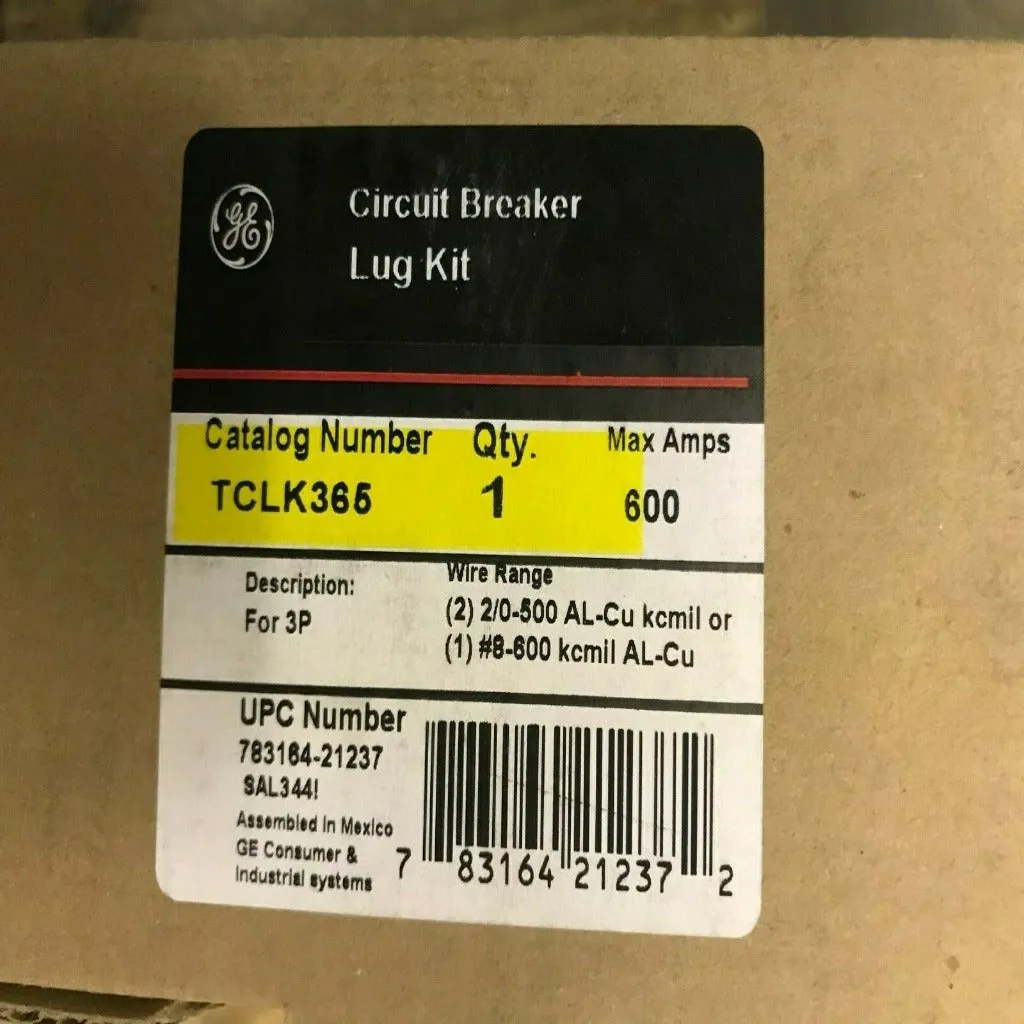 GE
Circuit Breaker
Lug Kit
Catalog Number Qty. Max Amps
TCLK365 1 600
Description:
For 3P
Wire Range
(2) 2/0-500 AL-Cu kcmil or
(1) #8-600 kcmil AL-Cu
UPC Number
783164-21237
SAL344!
Assembled in Mexico
GE Consumer &
Industrial systems
7 83164 21237 2